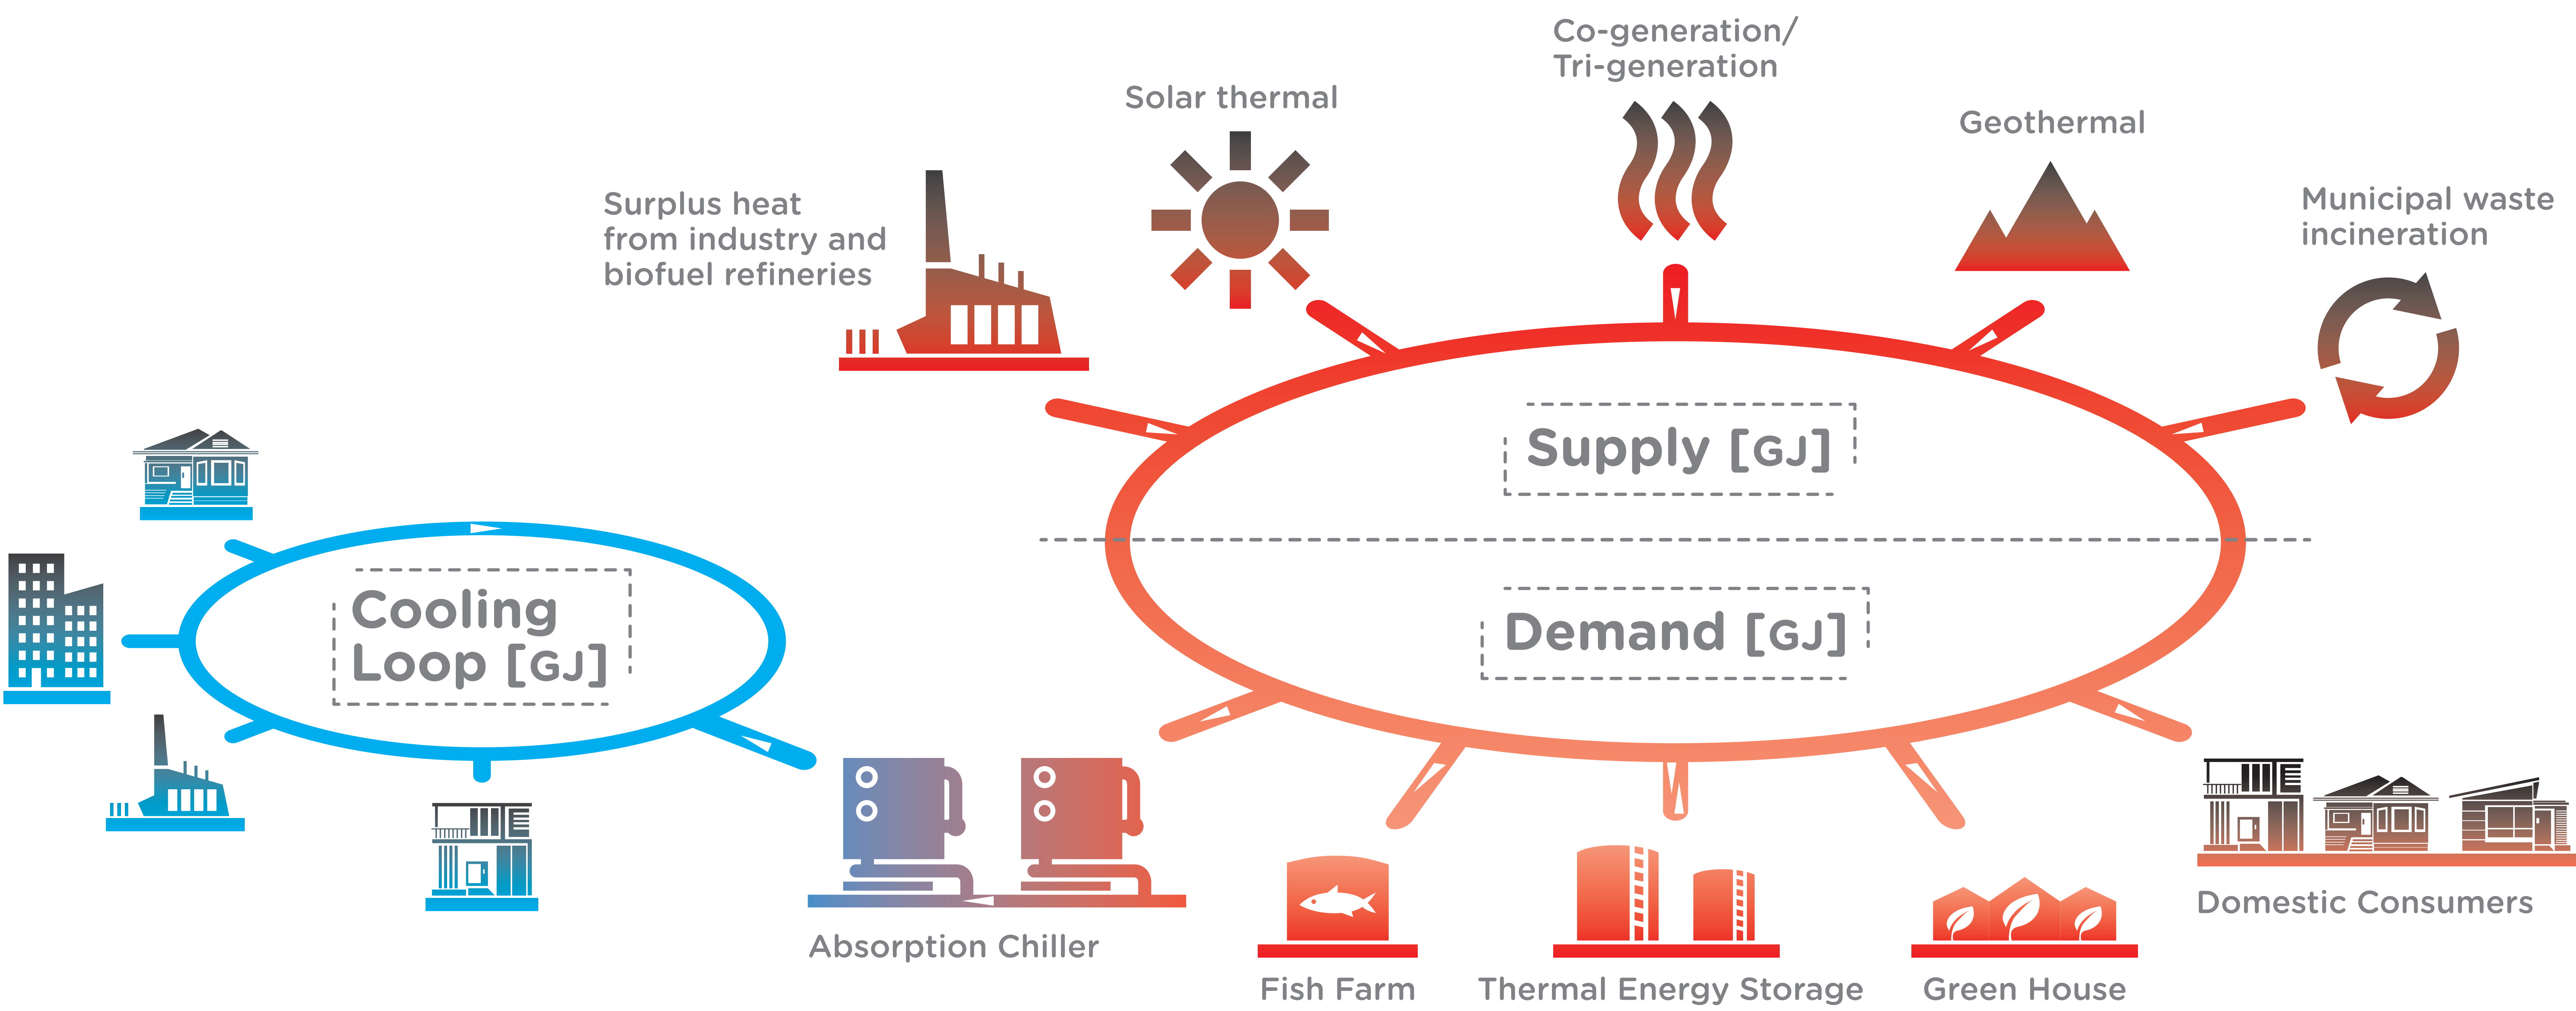 Co-generation/
Tri-generation
Solar thermal
Geothermal
Surplus heat
from industry and
biofuel refineries
Municipal waste
incineration
Supply [GJ]
Cooling
Loop [GJ]
Demand [GJ]
Absorption Chiller
Domestic Consumers
Fish Farm
Thermal Energy Storage
Green House